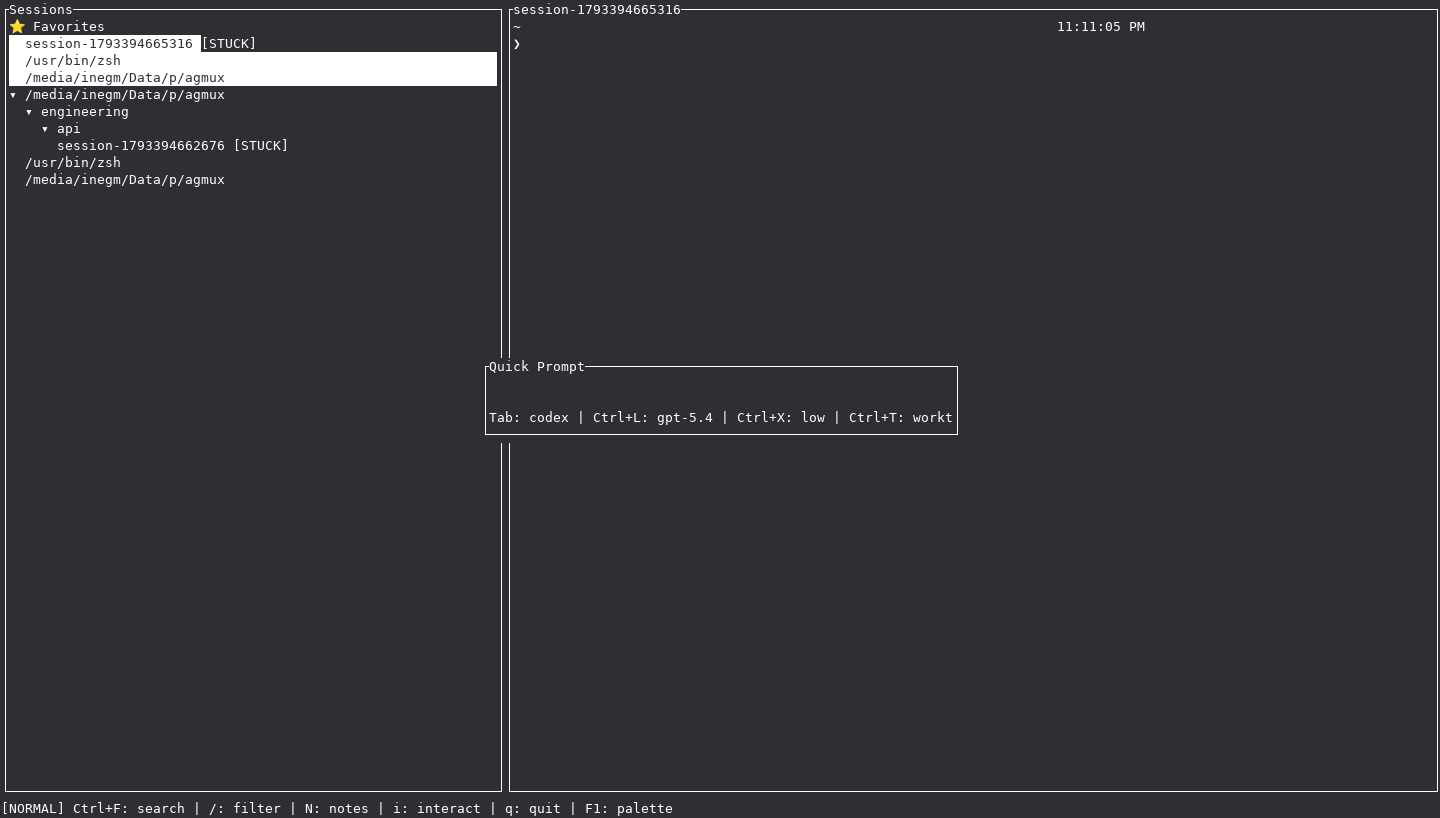 Sessions
⭐ Favorites
session-1793394665316 [STUCK]
/usr/bin/zsh
/media/inegm/Data/p/agmux
▾ /media/inegm/Data/p/agmux
▾ engineering
▾ api
session-1793394662676 [STUCK]
/usr/bin/zsh
/media/inegm/Data/p/agmux
session-1793394665316
~ 11:11:05 PM
❯
Quick Prompt
Tab: codex | Ctrl+L: gpt-5.4 | Ctrl+X: low | Ctrl+T: workt
[NORMAL] Ctrl+F: search | /: filter | N: notes | i: interact | q: quit | F1: palette